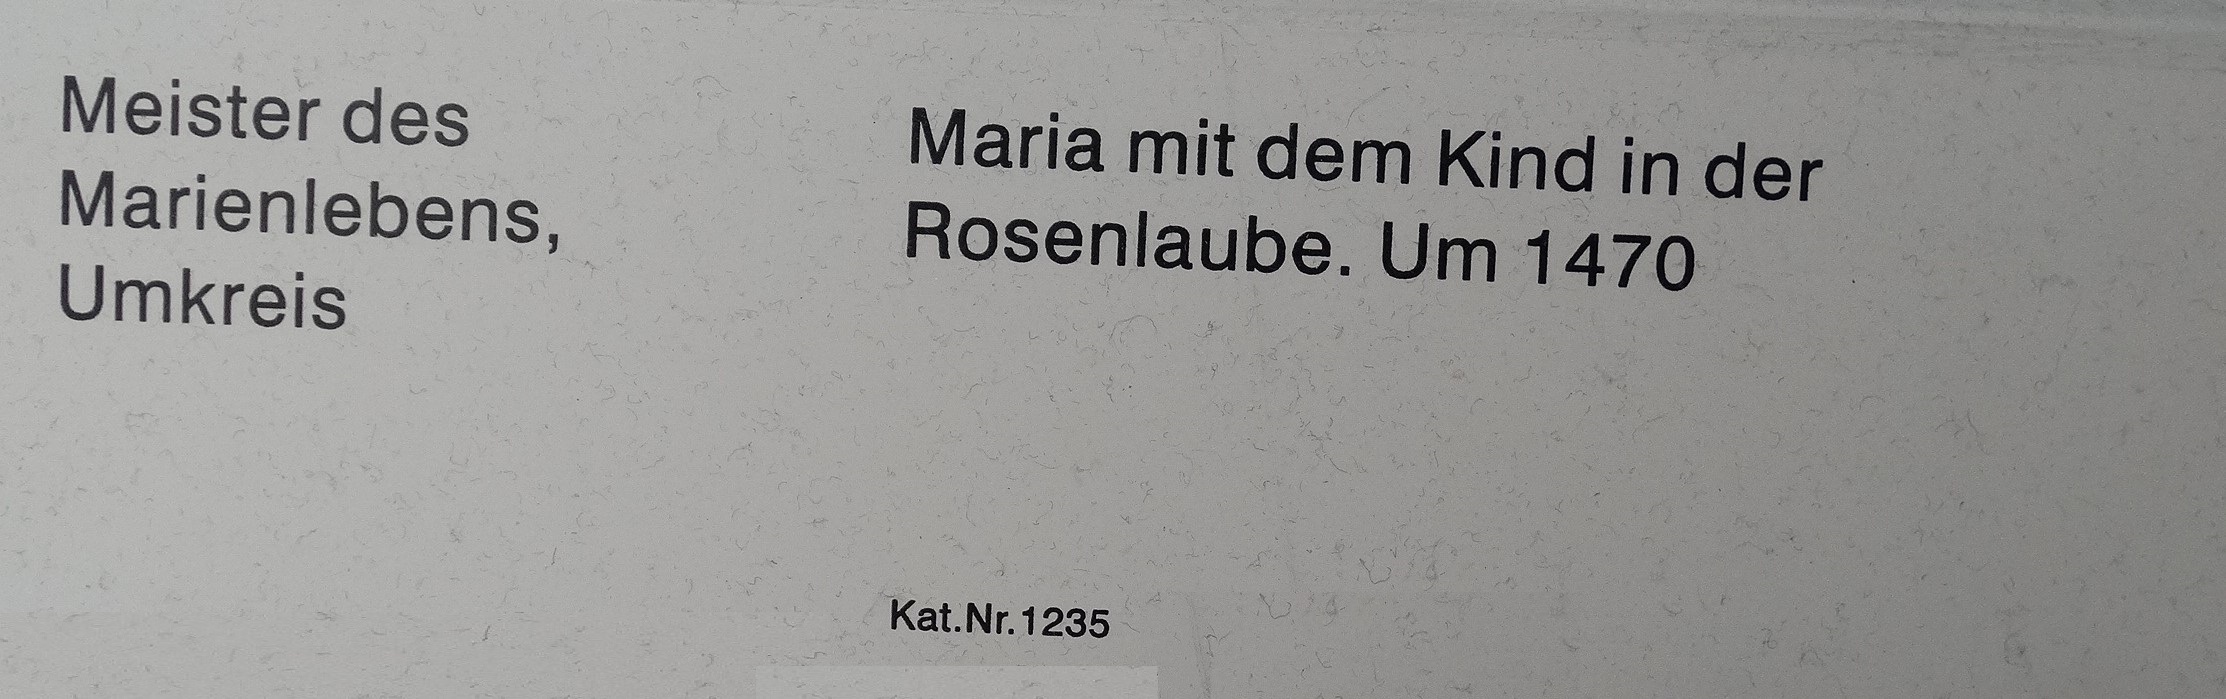 Meister des
Marienlebens,
Umkreis
Maria mit dem Kind in der
Rosenlaube. Um 1470
Kat.Nr.1235